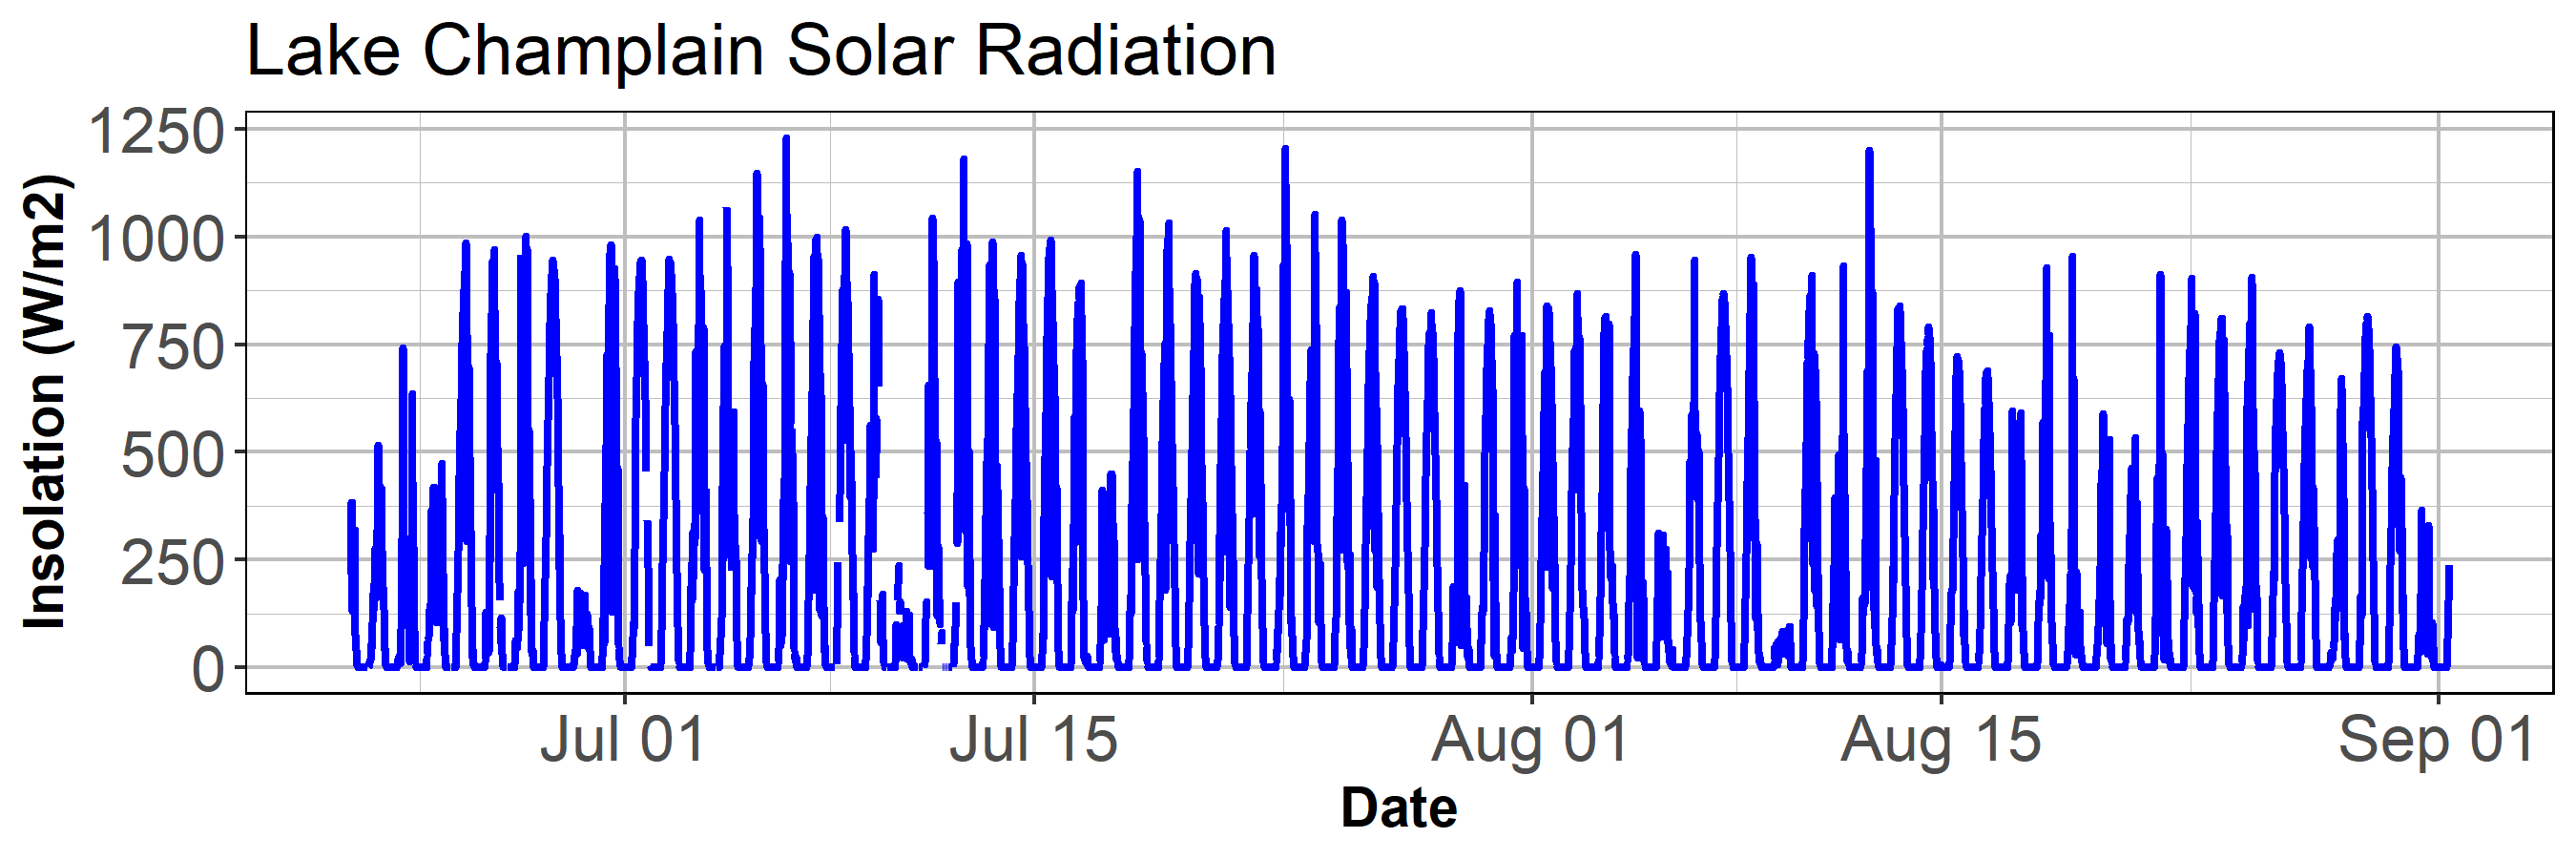 Lake Champlain Solar Radiation
1250
1000
750
500
250
0
Insolation (W/m2)
Jul 01
Jul 15
Aug 01
Aug 15
Sep 01
Date